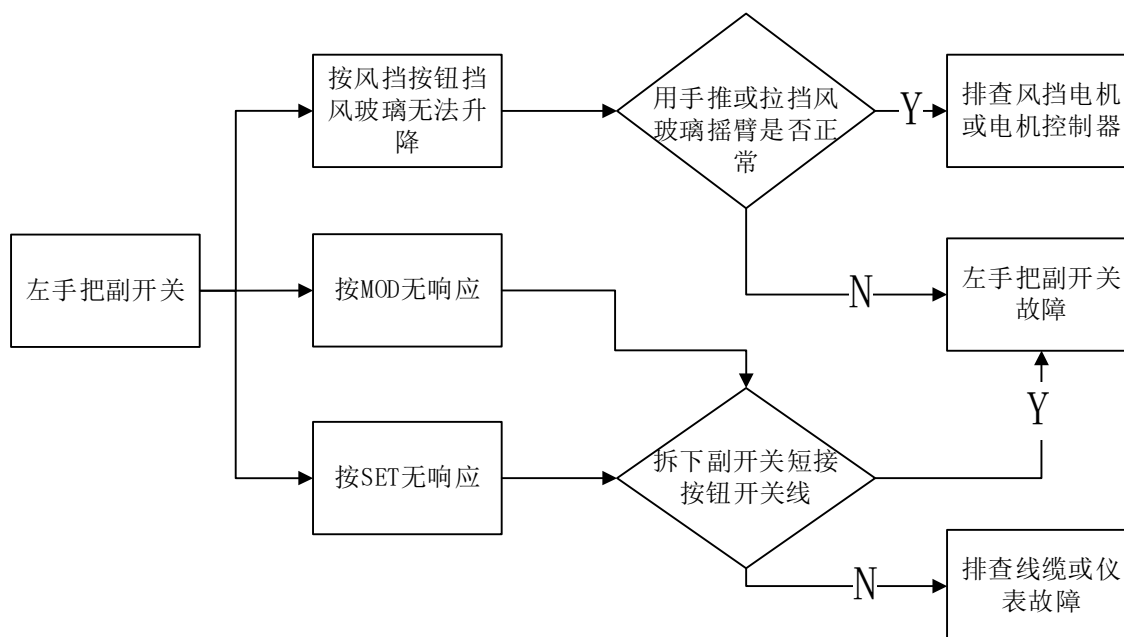 按风挡按钮挡
风玻璃无法升
降
用手推或拉挡风
玻璃摇臂是否正
常
Y
排查风挡电机
或电机控制器
左手把副开关
按MOD无响应
N
左手把副开关
故障
Y
按SET无响应
拆下副开关短接
按钮开关线
N
排查线缆或仪
表故障